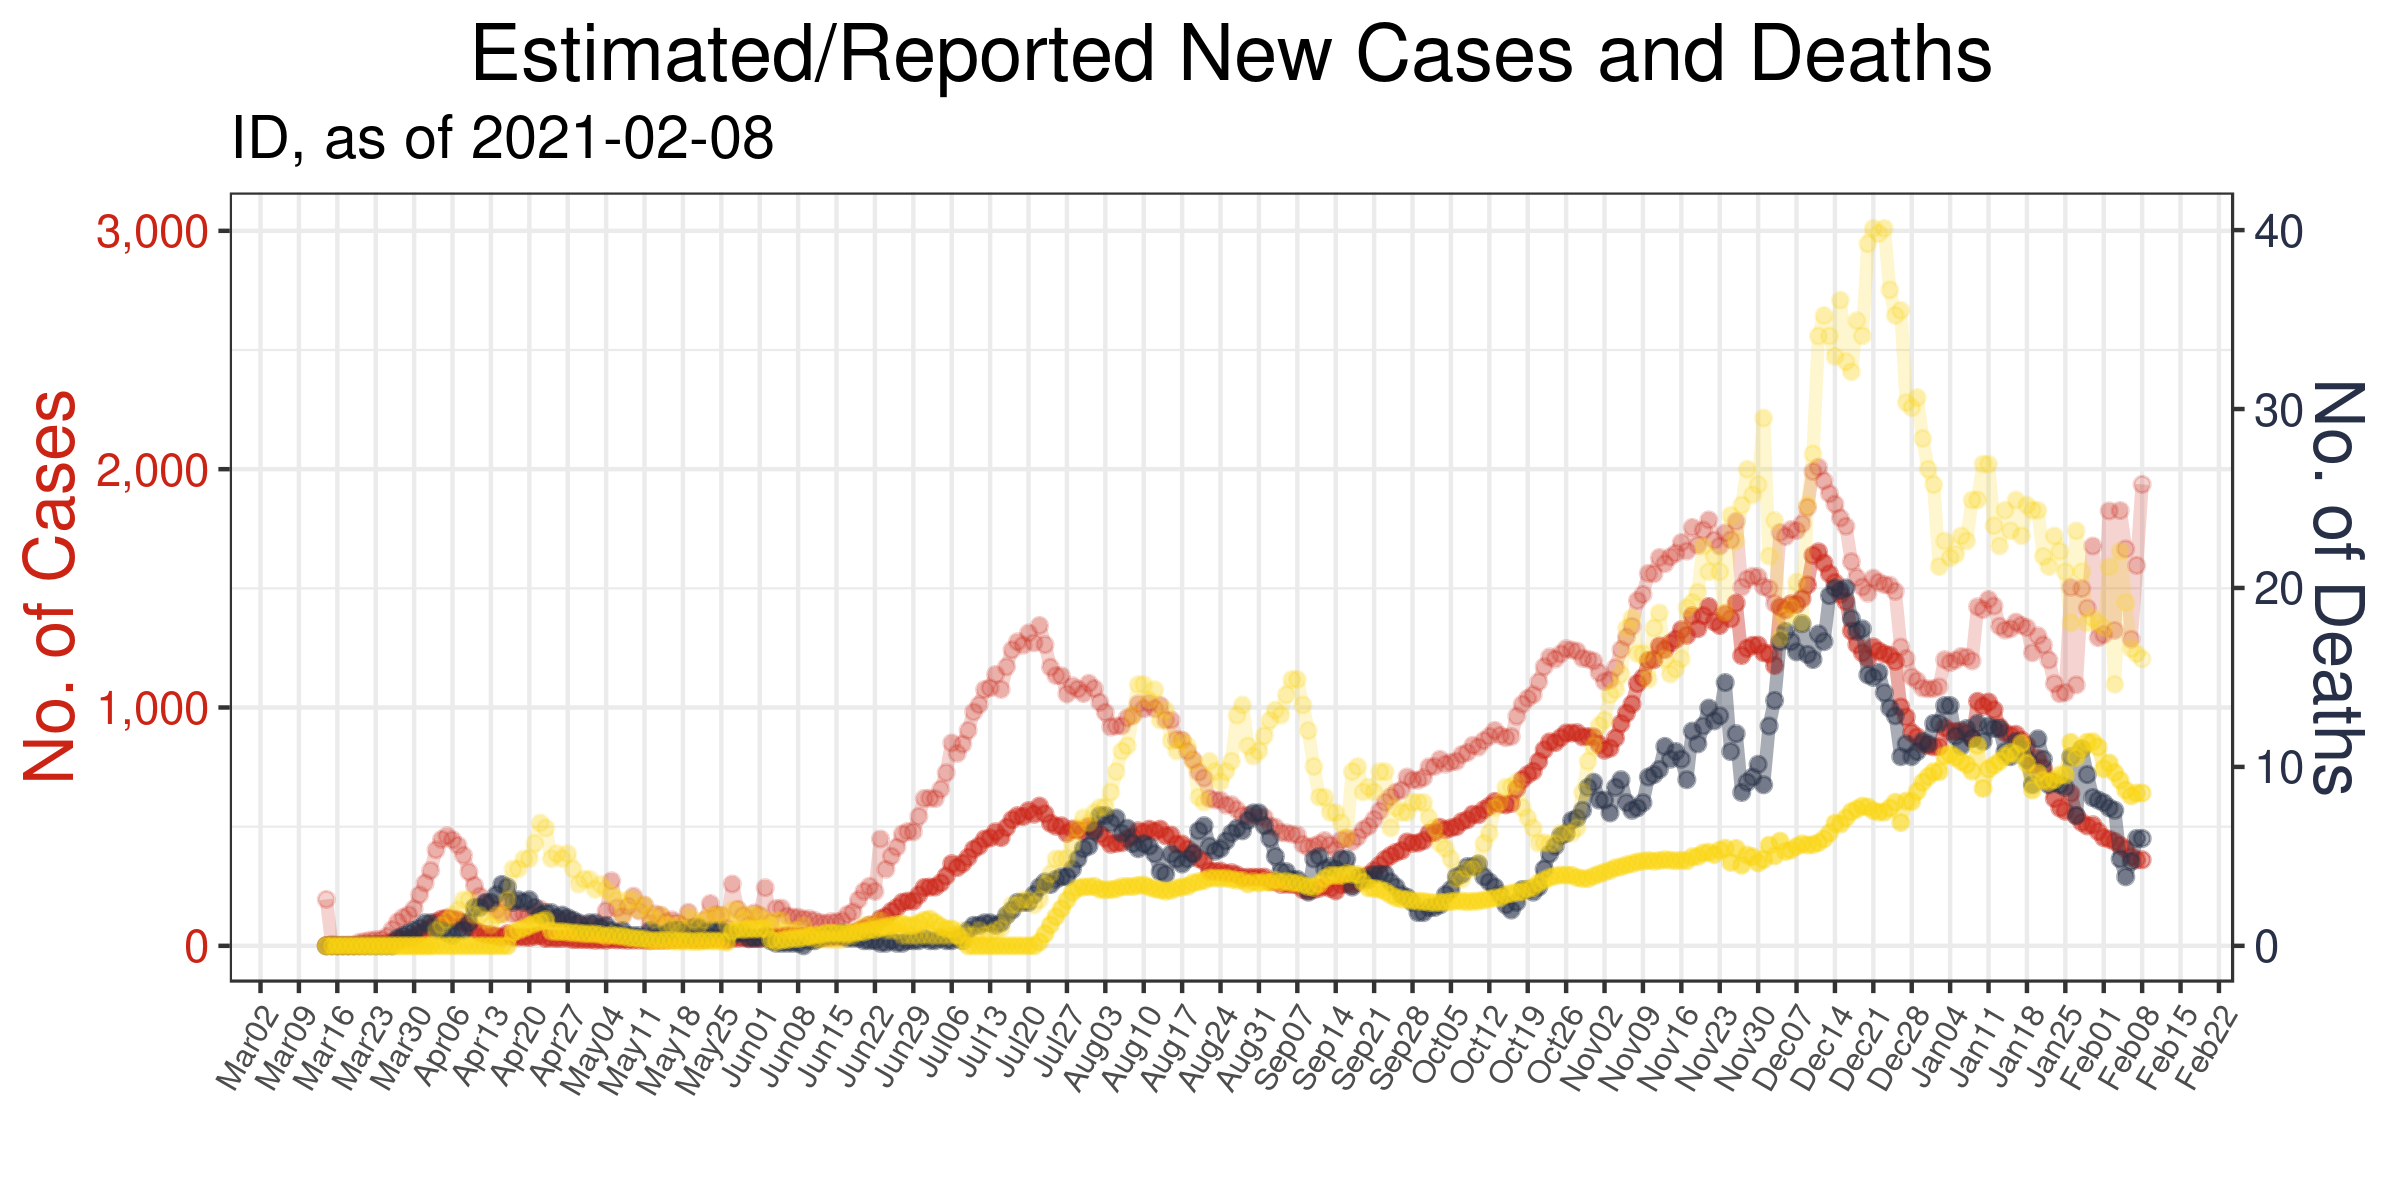 Estimated/Reported New Cases and Deaths
ID, as of 2021-02-08
No. of Cases
3,000
2,000
1,000
0
40
30
20
10
0
No. of Deaths
Mar02
Mar09
Mar16
Mar23
Mar30
Apr06
Apr13
Apr20
Apr27
May04
May11
May18
May25
Jun01
Jun08
Jun15
Jun22
Jun29
Jul06
Jul13
Jul20
Jul27
Aug03
Aug10
Aug17
Aug24
Aug31
Sep07
Sep14
Sep21
Sep28
Oct05
Oct12
Oct19
Oct26
Nov02
Nov09
Nov16
Nov23
Nov30
Dec07
Dec14
Dec21
Dec28
Dec04
Jan11
Jan18
Jan25
Feb01
Feb08
Feb15
Feb22